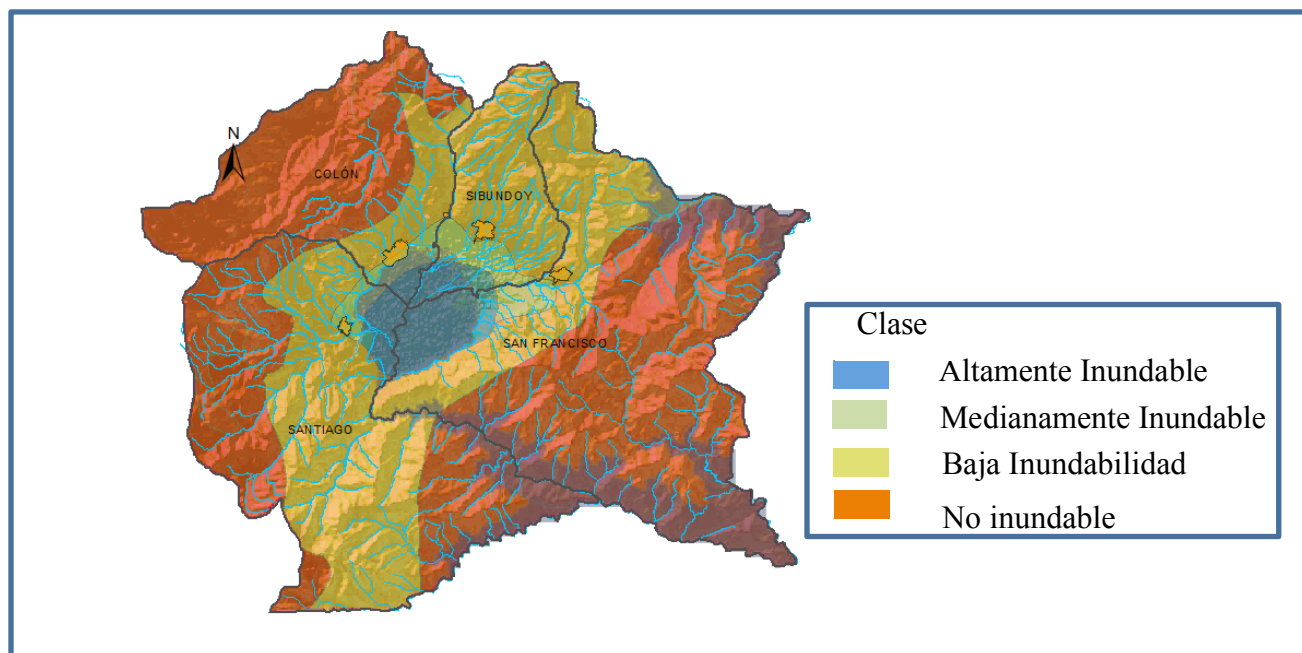 N
COLÓN
SIBUNDOY
SAN FRANCISCO
SANTIAGO
Clase
Altamente Inundable
Medianamente Inundable
Baja Inundabilidad
No inundable